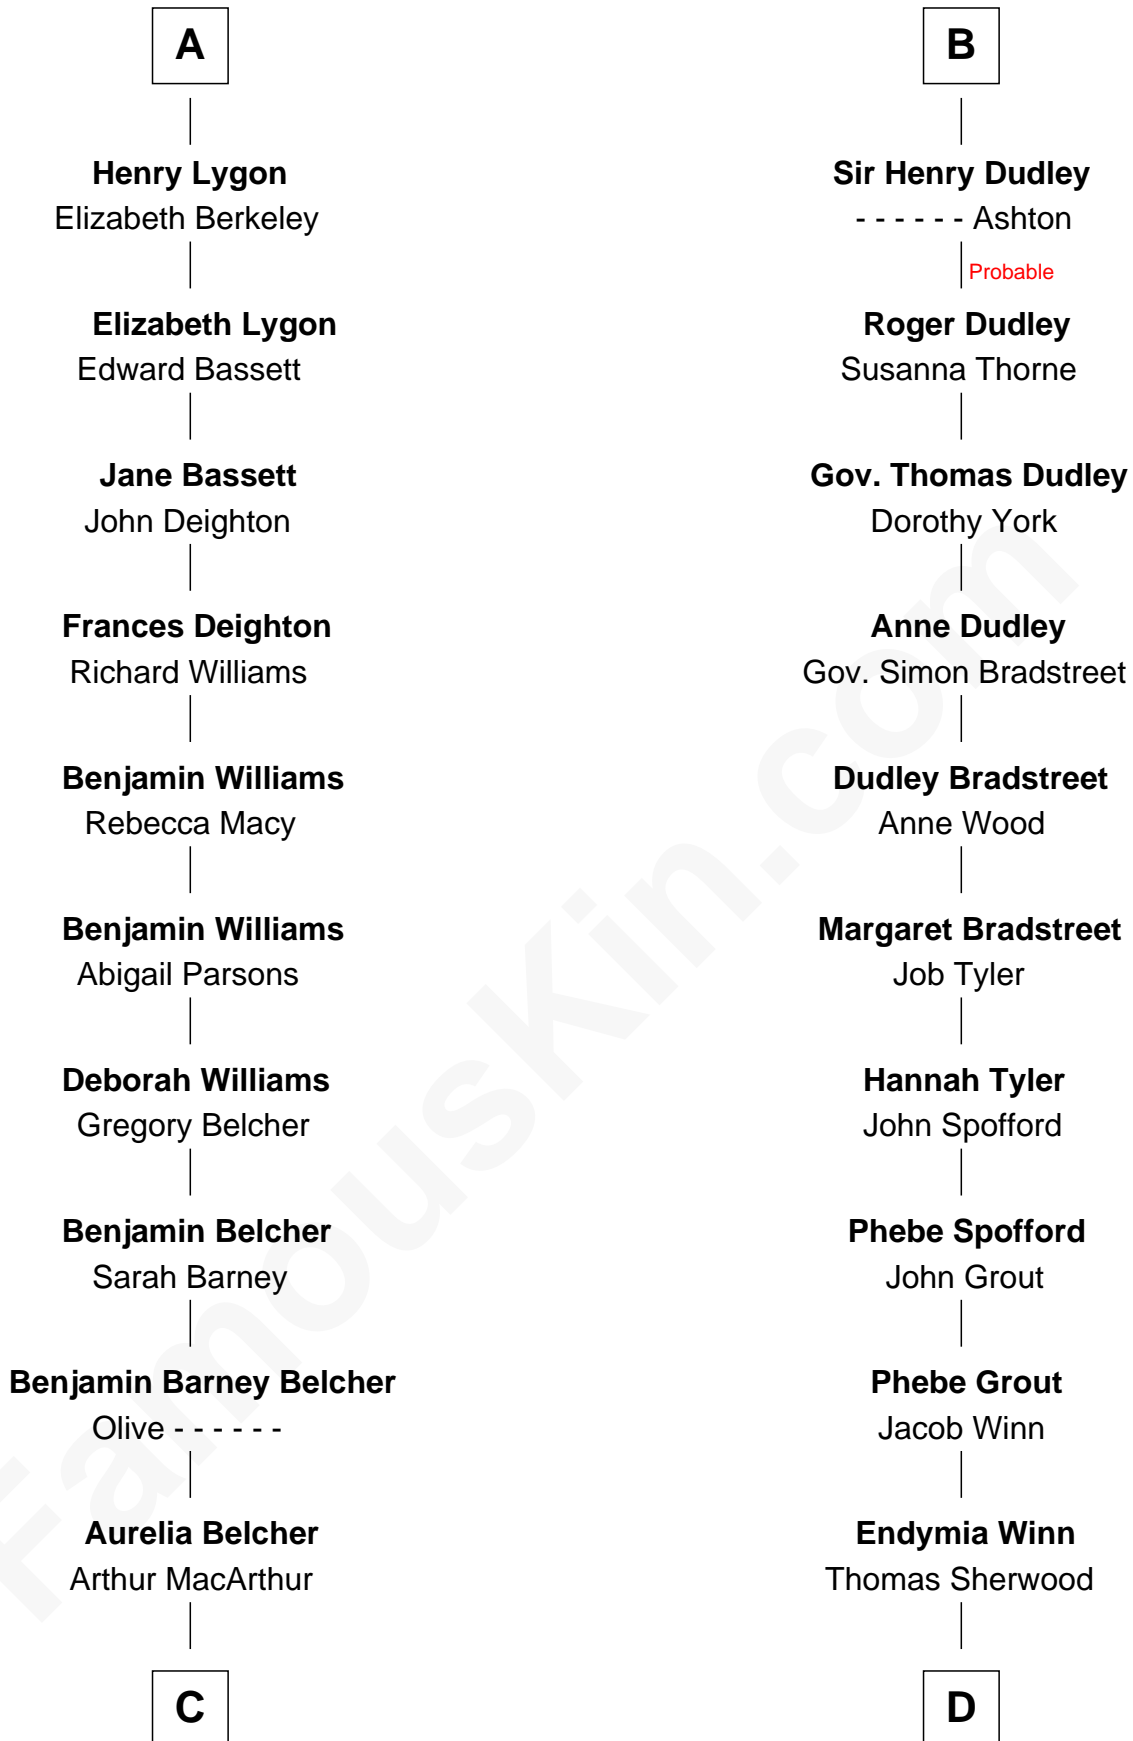 A
Henry Lygon
Elizabeth Berkeley
Elizabeth Lygon
Edward Bassett
Jane Bassett
John Deighton
Frances Deighton
Richard Williams
Benjamin Williams
Rebecca Macy
Benjamin Williams
Abigail Parsons
Deborah Williams
Gregory Belcher
Benjamin Belcher
Sarah Barney
Benjamin Barney Belcher
Olive - - - - - -
Aurelia Belcher
Arthur MacArthur
C
B
Sir Henry Dudley
- - - - - - Ashton
Probable
Roger Dudley
Susanna Thorne
Gov. Thomas Dudley
Dorothy York
Anne Dudley
Gov. Simon Bradstreet
Dudley Bradstreet
Anne Wood
Margaret Bradstreet
Job Tyler
Hannah Tyler
John Spofford
Phebe Spofford
John Grout
Phebe Grout
Jacob Winn
Endymia Winn
Thomas Sherwood
D
FamousKin.com